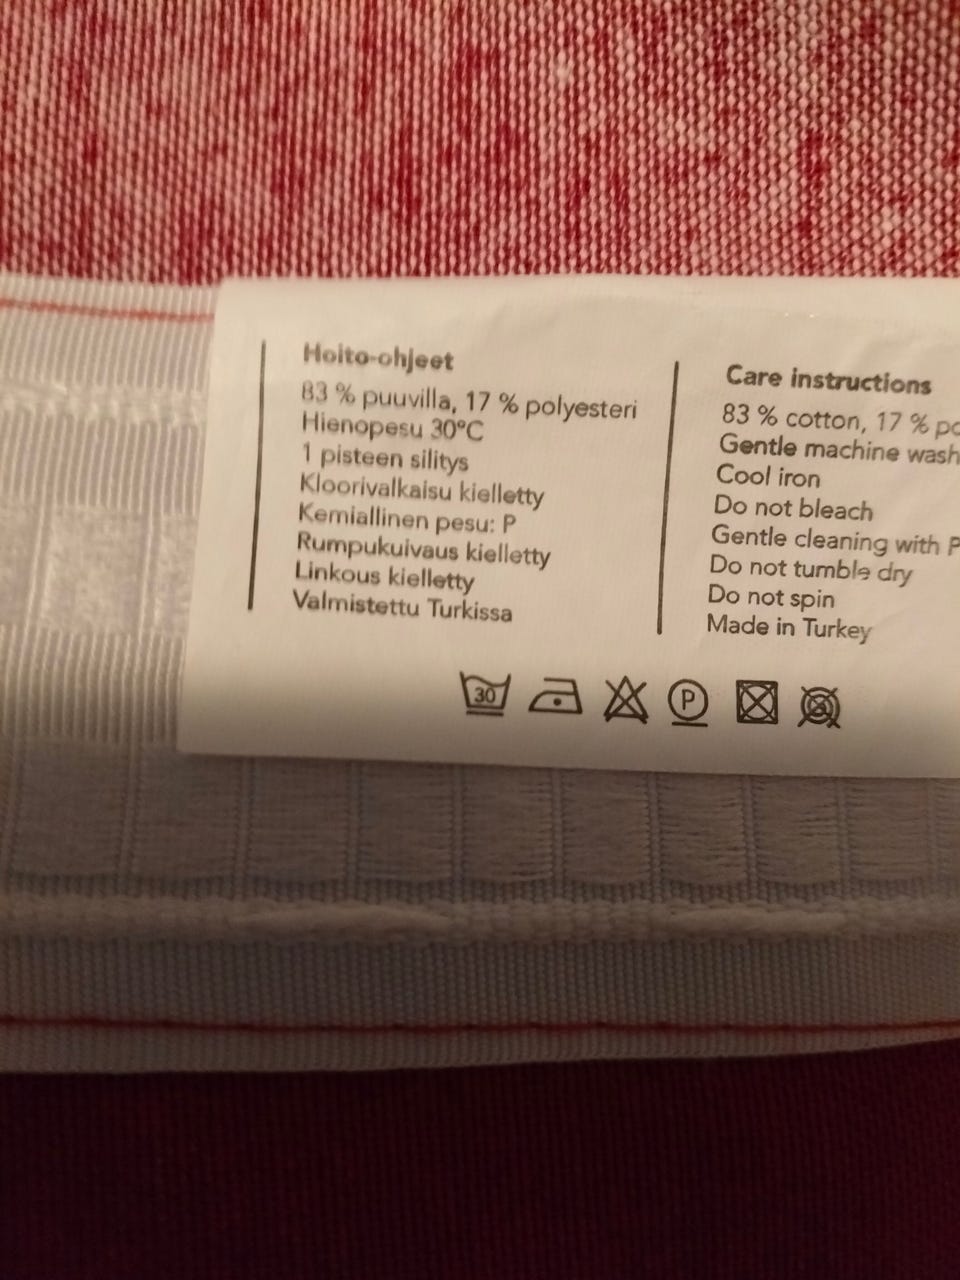 Hoito-ohjeet
83 % puuvilla, 17 % polyesteri
Hienopesu 30°C
1 pisteen silitys
Kloorivalkaisu kielletty
Kemiallinen pesu: P
Rumpukuivaus kielletty
Linkous kielletty
Valmistettu Turkissa
Care instructions
83 % cotton, 17 % po
Gentle machine wash
Cool iron
Do not bleach
Gentle cleaning with P
Do not tumble dry
Do not spin
Made in Turkey
30 P